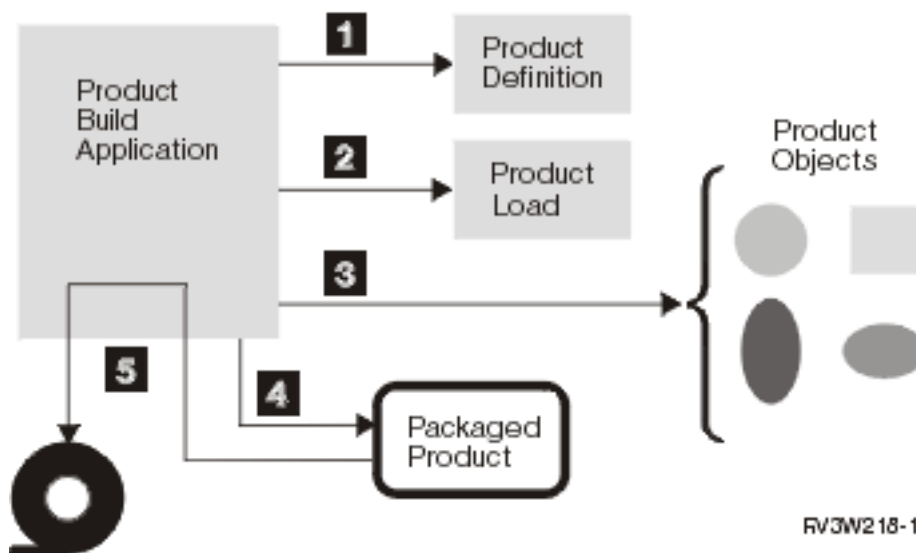 1
Product
Definition
Product
Build
Application
2
Product
Load
Product
Objects
3
5
4
Packaged
Product
RV3W218-1